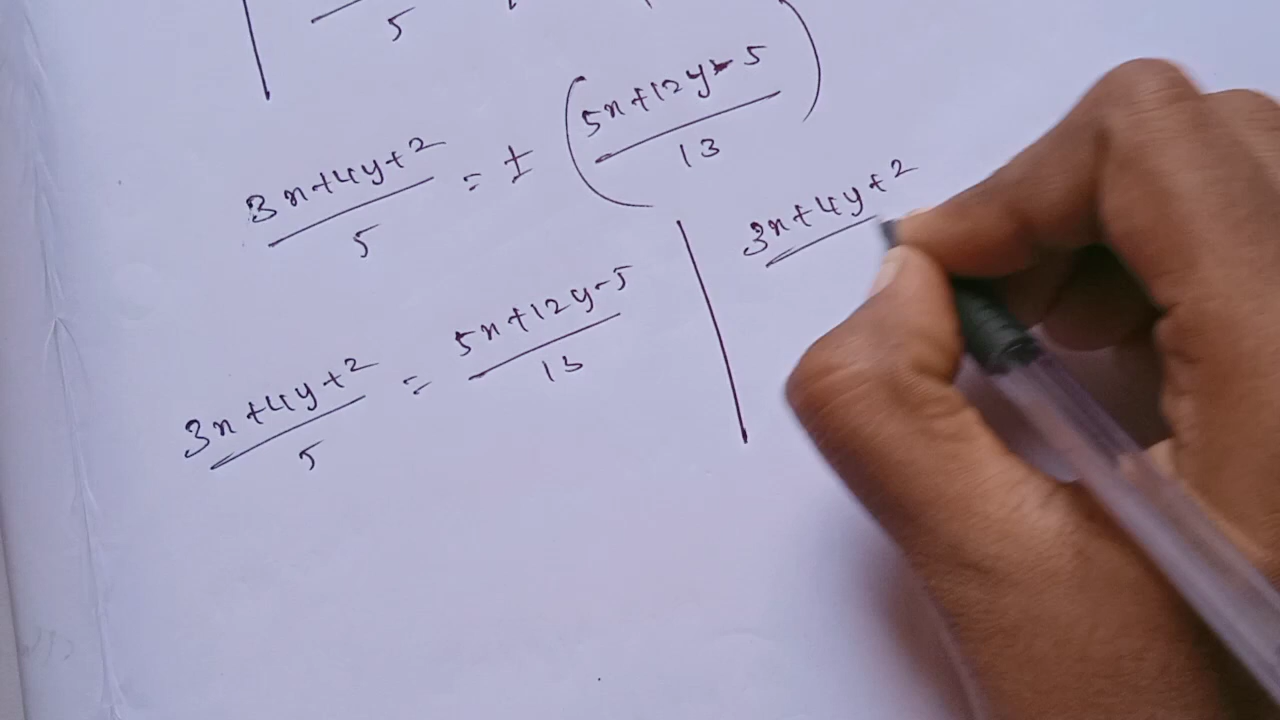 5
5x+12y-5
3x+4y+2 = ± ( )
5 13
3x+4y+2
3x+4y+2 = 5x+12y-5
5 13